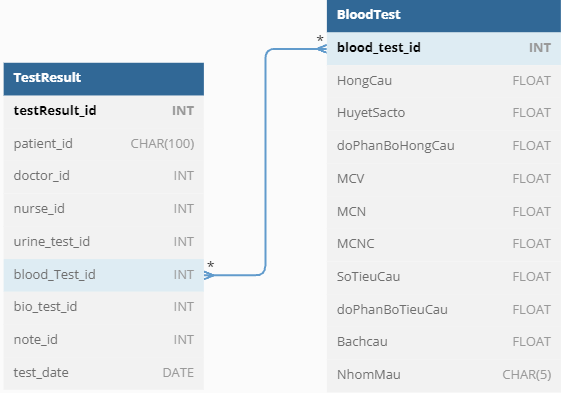 TestResult
testResult_id INT
patient_id CHAR(100)
doctor_id INT
nurse_id INT
urine_test_id INT
blood_Test_id INT
bio_test_id INT
note_id INT
test_date DATE
*
*
BloodTest
blood_test_id INT
HongCau FLOAT
HuyetSacto FLOAT
doPhanBoHongCau FLOAT
MCV FLOAT
MCN FLOAT
MCNC FLOAT
SoTieuCau FLOAT
doPhanBoTieuCau FLOAT
Bachcau FLOAT
NhomMau CHAR(5)